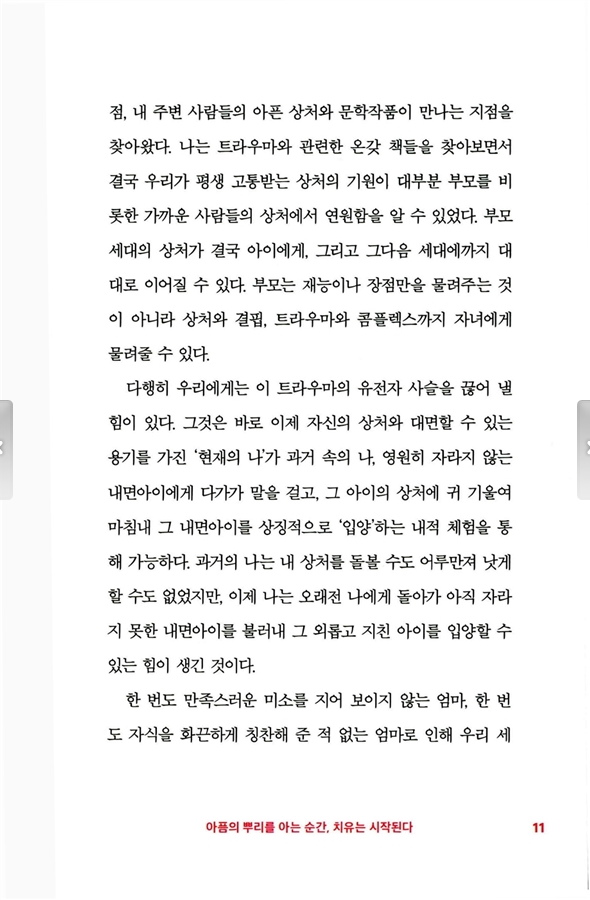 점, 내 주변 사람들의 아픈 상처와 문학작품이 만나는 지점을
찾아왔다. 나는 트라우마와 관련한 온갖 책들을 찾아보면서
결국 우리가 평생 고통받는 상처의 기원이 대부분 부모를 비
롯한 가까운 사람들의 상처에서 연원함을 알 수 있었다. 부모
세대의 상처가 결국 아이에게, 그리고 그다음 세대에까지 대
대로 이어질 수 있다. 부모는 재능이나 장점만을 물려주는 것
이 아니라 상처와 결핍, 트라우마와 콤플렉스까지 자녀에게
물려줄 수 있다.
다행히 우리에게는 이 트라우마의 유전자 사슬을 끊어 낼
힘이 있다. 그것은 바로 이제 자신의 상처와 대면할 수 있는
용기를 가진 ‘현재의 나’가 과거 속의 나, 영원히 자라지 않는
내면아이에게 다가가 말을 걸고, 그 아이의 상처에 귀 기울여
마침내 그 내면아이를 상징적으로 ‘입양’하는 내적 체험을 통
해 가능하다. 과거의 나는 내 상처를 돌볼 수도 어루만져 낫게
할 수도 없었지만, 이제 나는 오래전 나에게 돌아가 아직 자라
지 못한 내면아이를 불러내 그 외롭고 지친 아이를 입양할 수
있는 힘이 생긴 것이다.
한 번도 만족스러운 미소를 지어 보이지 않는 엄마, 한 번
도 자식을 화끈하게 칭찬해 준 적 없는 엄마로 인해 우리 세
아픔의 뿌리를 아는 순간, 치유는 시작된다
11